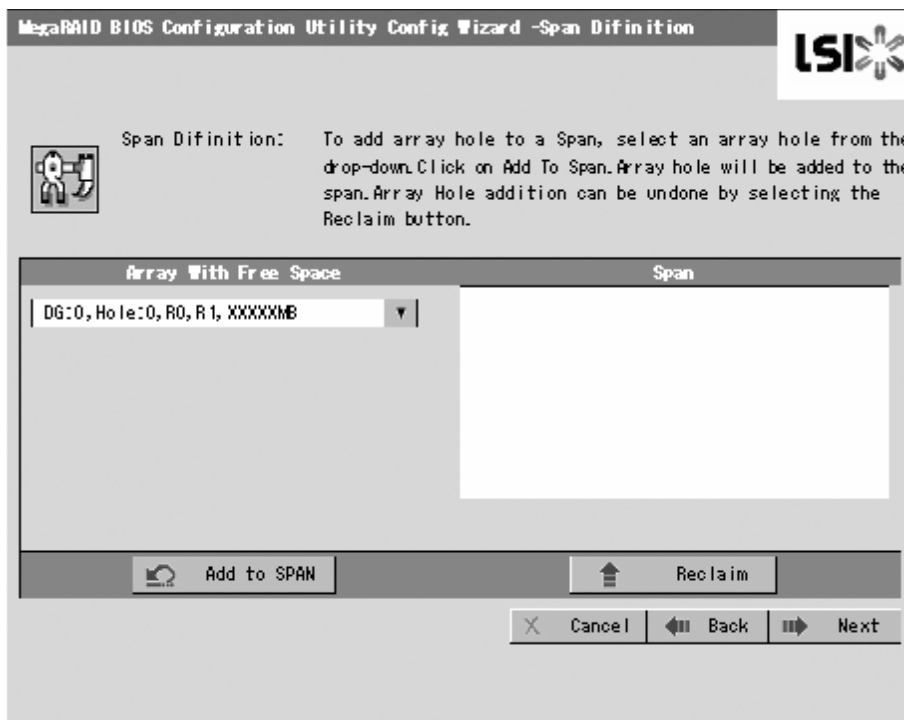 MegaRAID BIOS Configuration Utility Config Wizard -Span Difinition
LSI
Span Difinition:
To add array hole to a Span, select an array hole from the
drop-down.Click on Add To Span.Array hole will be added to the
span.Array Hole addition can be undone by selecting the
Reclaim button.
Array With Free Space
Span
DG:0,Hole:0,R0,R1,XXXXXMB
Add to SPAN
Reclaim
X Cancel
Back
Next